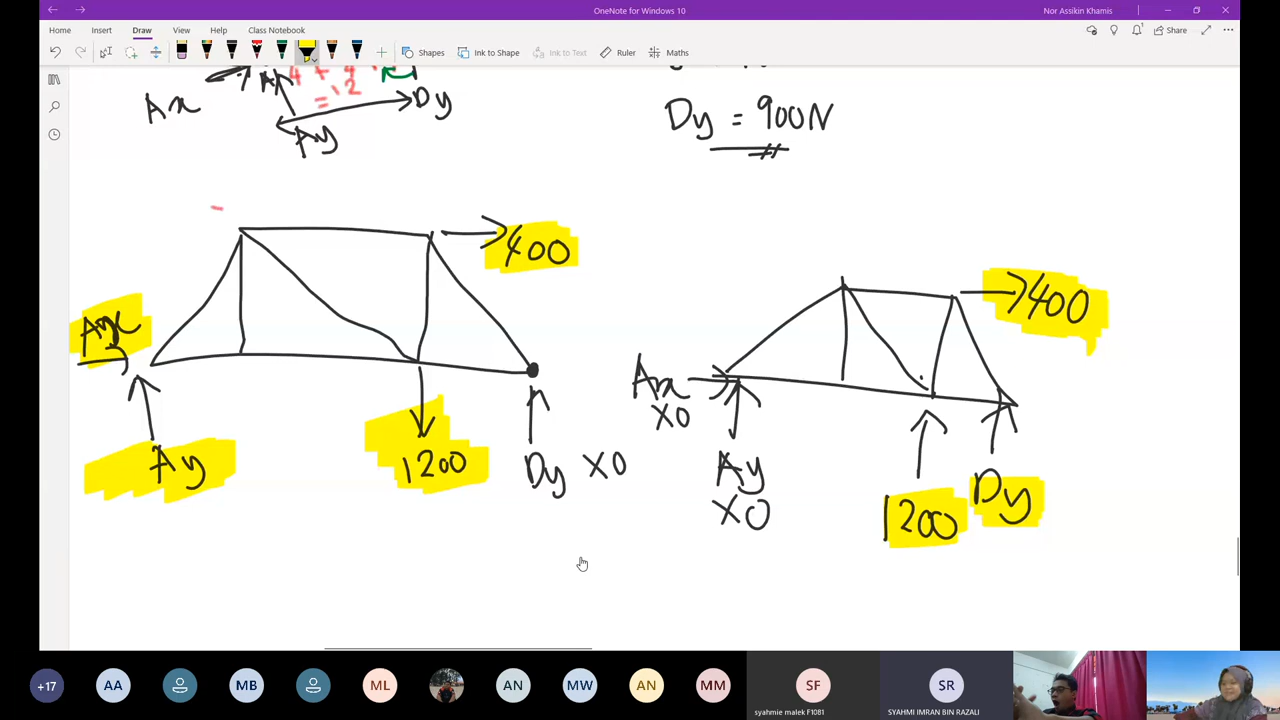 OneNote for Windows 10
Nor Assikin Khamis
Home Insert Draw View Help Class Notebook
Share
Shapes Ink to Shape Ink to Text Ruler Maths
4 +
= 12
Ax
Dy
Ay
Dy = 900N
400
Ay
1200
Dy X0
400
Ax
X0
Ay
X0
1200
Dy
+17 AA MB ML AN MW AN MM SF SR
syahmie malek F1081
SYAHMI IMRAN BIN RAZALI